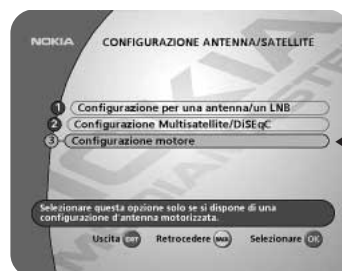 NOKIA
CONFIGURAZIONE ANTENNA/SATELLITE
1 Configurazione per una antenna/un LNB
2 Configurazione Multisatellite/DiSEqC
3 Configurazione motore
Selezionare questa opzione solo se si dispone di una
configurazione d'antenna motorizzata.
Uscita EXIT Retrocedere BACK Selezionare OK